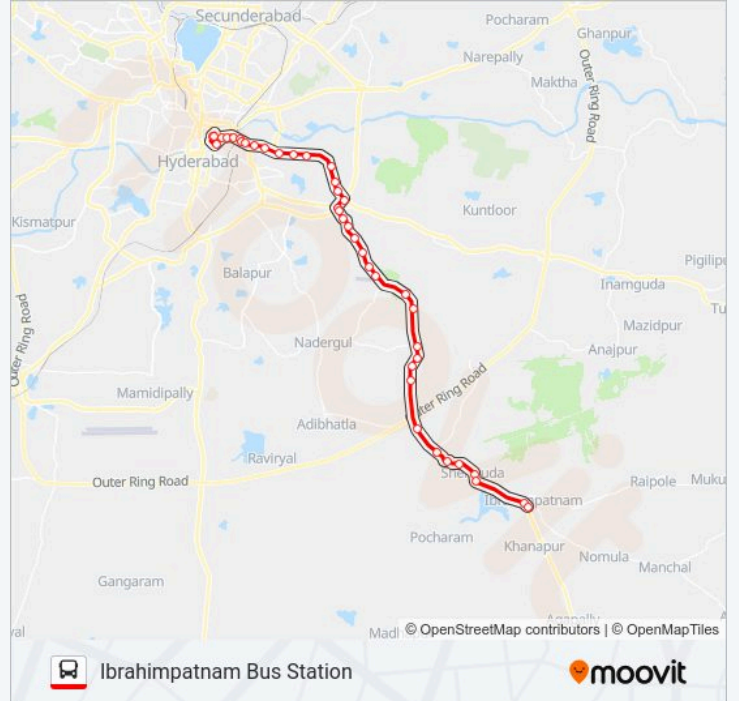 Secunderabad
Pocharam
Ghanpur
Narepally
Maktha
Outer Ring Road
Hyderabad
Kismatpur
Kuntloor
Balapur
Pigilipu
Inamguda
Outer Ring Road
Mazidpur
Nadergul
Anajpur
Outer Ring Road
Mamidipally
Adibhatla
Raviryal
Outer Ring Road
Raipole
Muku
Pocharam
Khanapur
Nomula
Manchal
Gangaram
© OpenStreetMap contributors | © OpenMapTiles
Ibrahimpatnam Bus Station
moovit